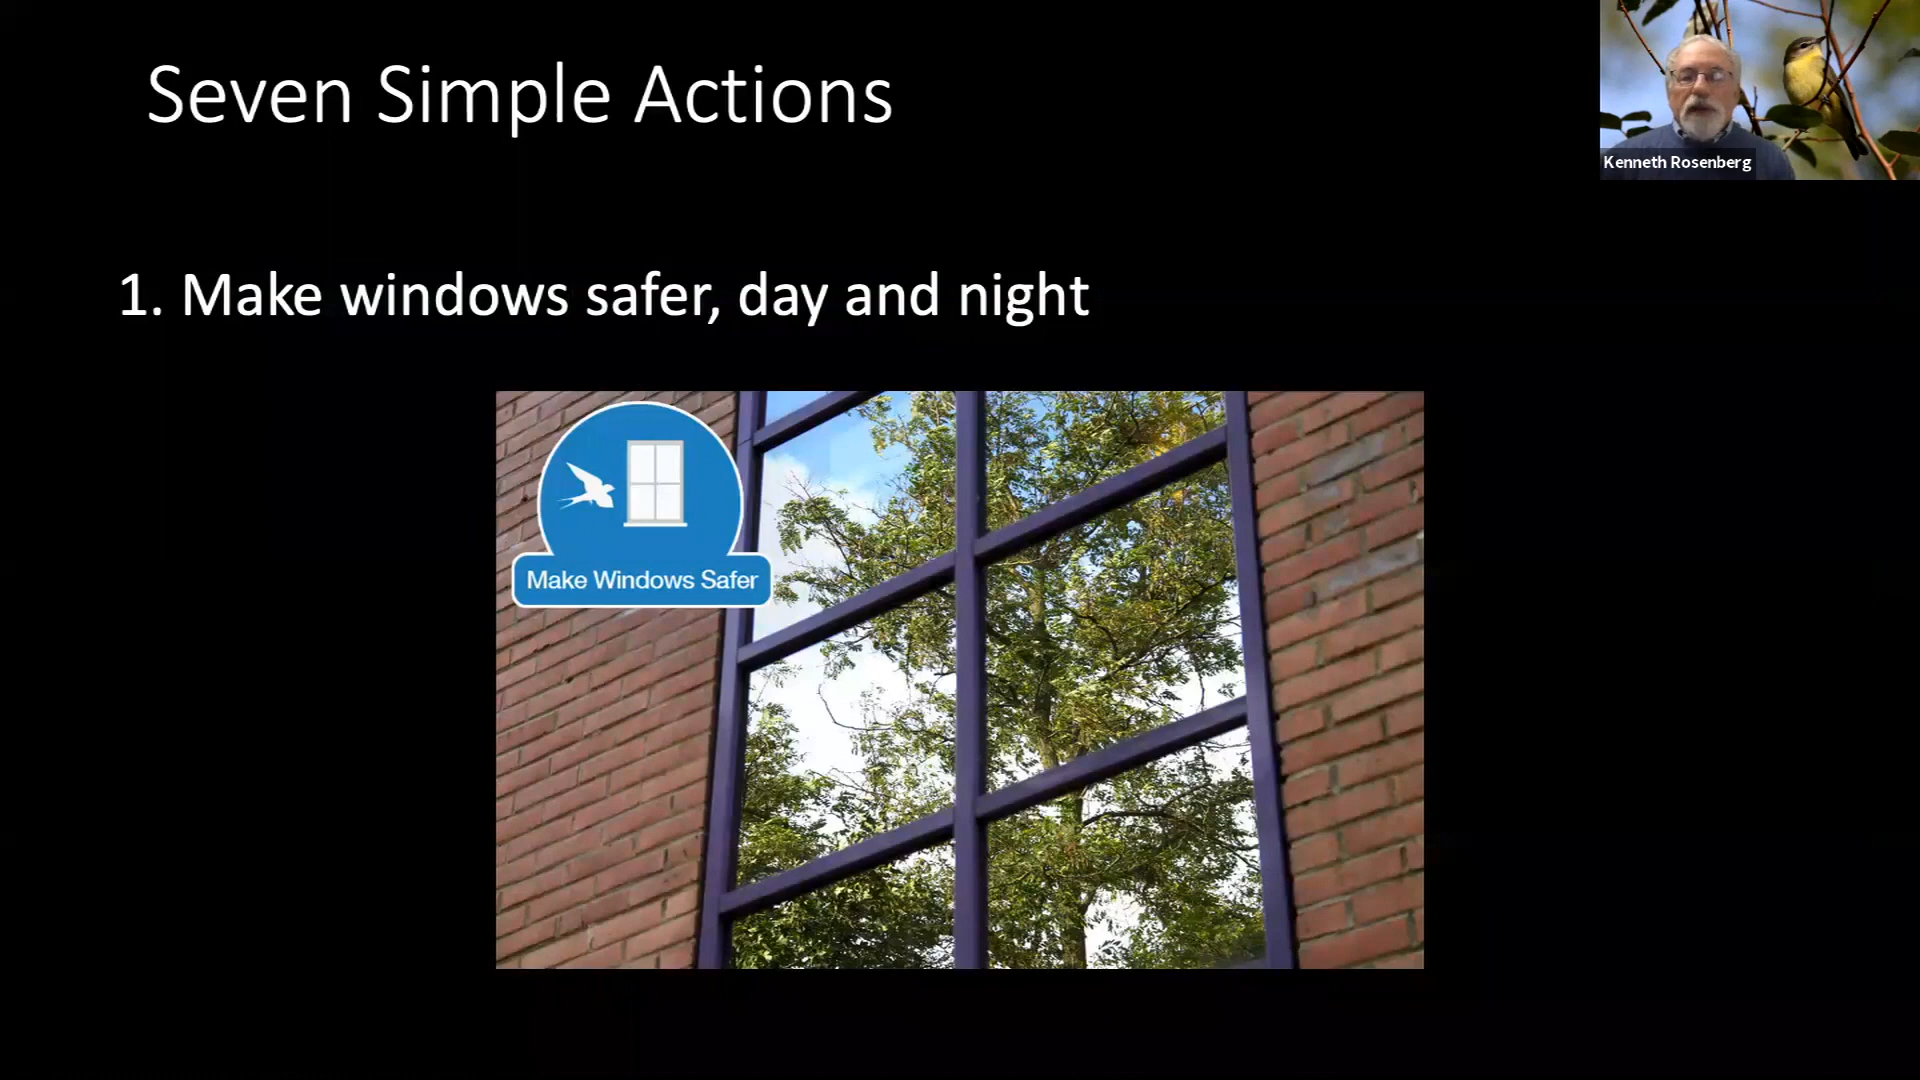 Seven Simple Actions
Kenneth Rosenberg
1. Make windows safer, day and night
Make Windows Safer